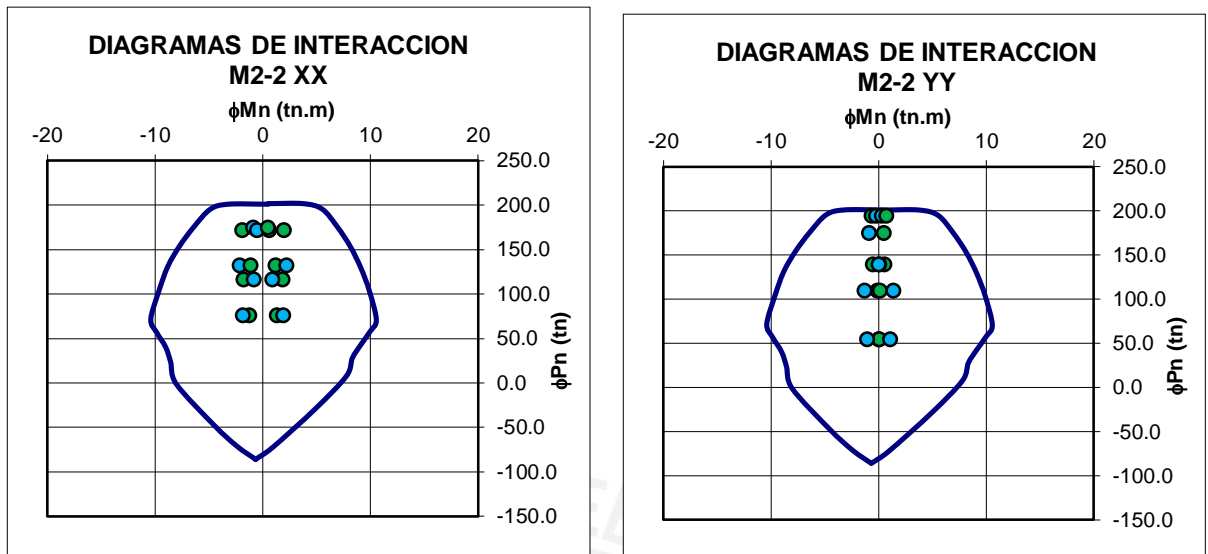 DIAGRAMAS DE INTERACCION
M2-2 XX
ϕMn (tn.m)
-20 -10 0 10 20
250.0
200.0
150.0
100.0
50.0
0.0
-50.0
-100.0
-150.0
ϕPn (tn)
DIAGRAMAS DE INTERACCION
M2-2 YY
ϕMn (tn.m)
-20 -10 0 10 20
250.0
200.0
150.0
100.0
50.0
0.0
-50.0
-100.0
-150.0
ϕPn (tn)